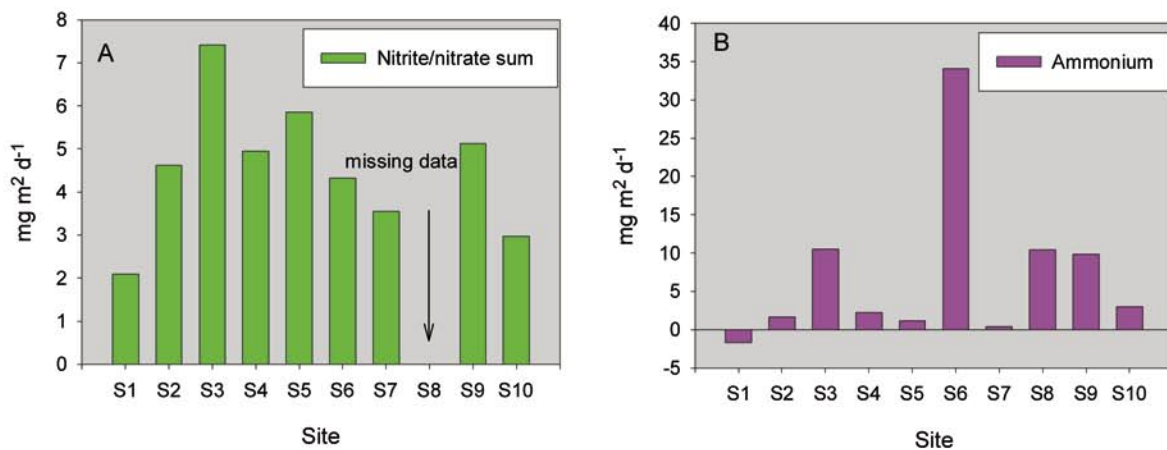 A
Nitrite/nitrate sum
mg m² d⁻¹
8
7
6
5
4
3
2
1
0
missing data
S1 S2 S3 S4 S5 S6 S7 S8 S9 S10
Site
B
Ammonium
mg m² d⁻¹
40
35
30
25
20
15
10
5
0
-5
S1 S2 S3 S4 S5 S6 S7 S8 S9 S10
Site